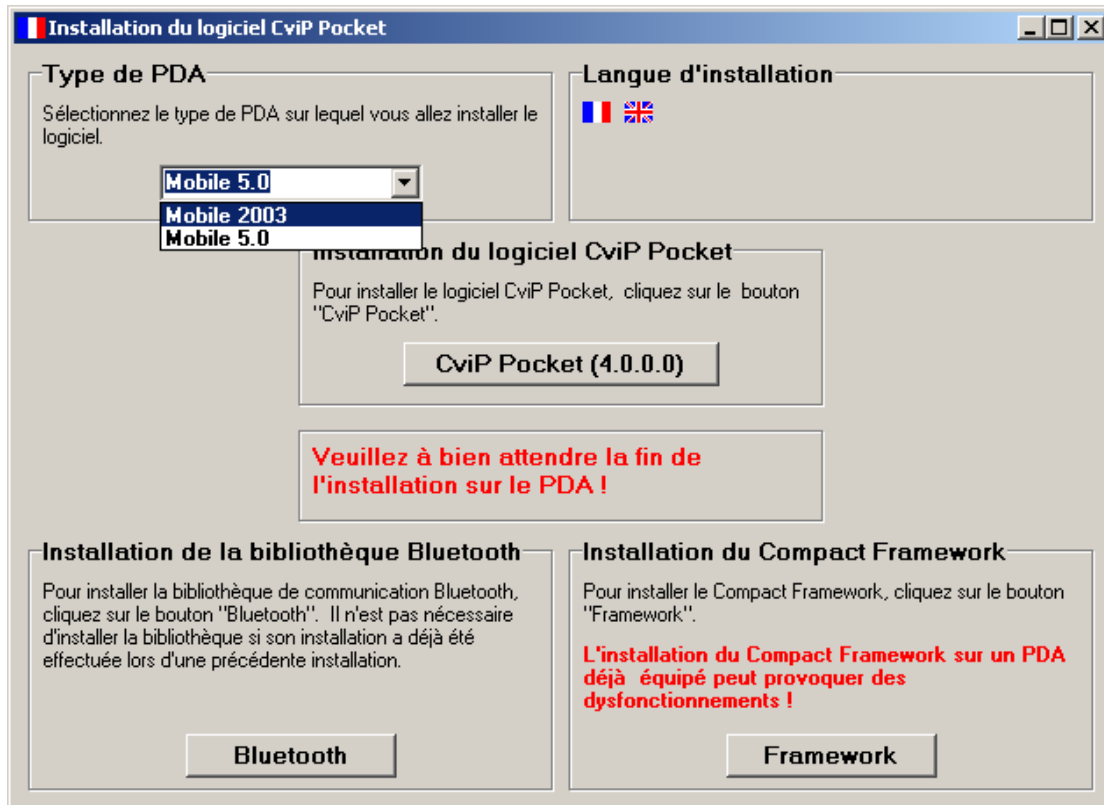 Installation du logiciel CviP Pocket
Type de PDA
Sélectionnez le type de PDA sur lequel vous allez installer le
logiciel.
Mobile 5.0
Mobile 2003
Mobile 5.0
Langue d'installation
Installation du logiciel CviP Pocket
Pour installer le logiciel CviP Pocket, cliquez sur le bouton
"CviP Pocket".
CviP Pocket (4.0.0.0)
Veuillez à bien attendre la fin de
l'installation sur le PDA !
Installation de la bibliothèque Bluetooth
Pour installer la bibliothèque de communication Bluetooth,
cliquez sur le bouton "Bluetooth". Il n'est pas nécessaire
d'installer la bibliothèque si son installation a déjà été
effectuée lors d'une précédente installation.
Bluetooth
Installation du Compact Framework
Pour installer le Compact Framework, cliquez sur le bouton
"Framework".
L'installation du Compact Framework sur un PDA
déjà équipé peut provoquer des
dysfonctionnements !
Framework